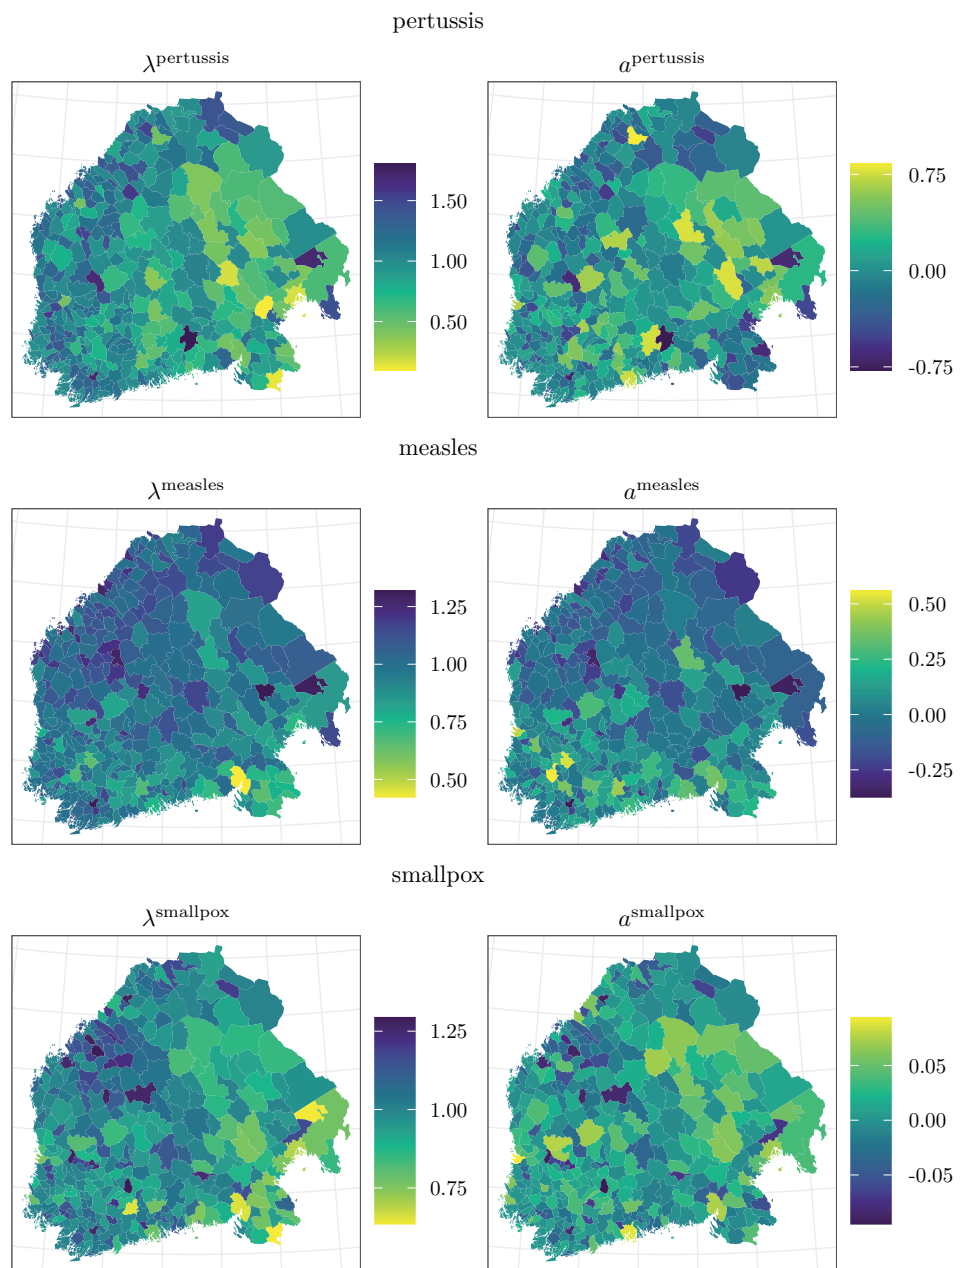 pertussis
λ^pertussis
a^pertussis
1.50
1.00
0.50
0.75
0.00
-0.75
measles
λ^measles
a^measles
1.25
1.00
0.75
0.50
0.50
0.25
0.00
-0.25
smallpox
λ^smallpox
a^smallpox
1.25
1.00
0.75
0.05
0.00
-0.05